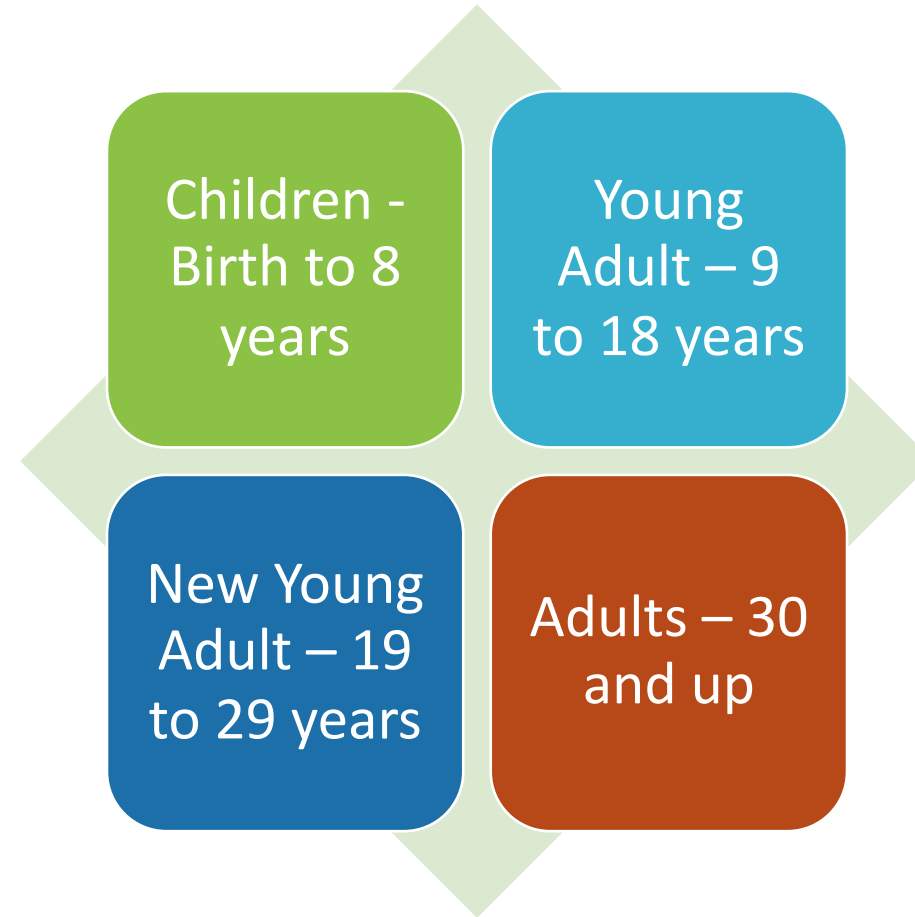 Children -
Birth to 8
years
Young
Adult – 9
to 18 years
New Young
Adult – 19
to 29 years
Adults – 30
and up